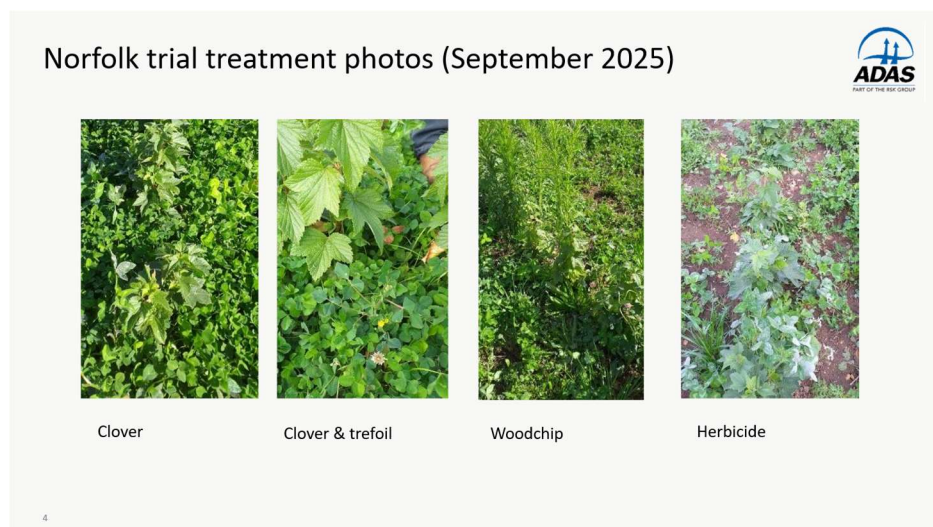 Norfolk trial treatment photos (September 2025)
ADAS
PART OF THE RSK GROUP
Clover
Clover & trefoil
Woodchip
Herbicide
4